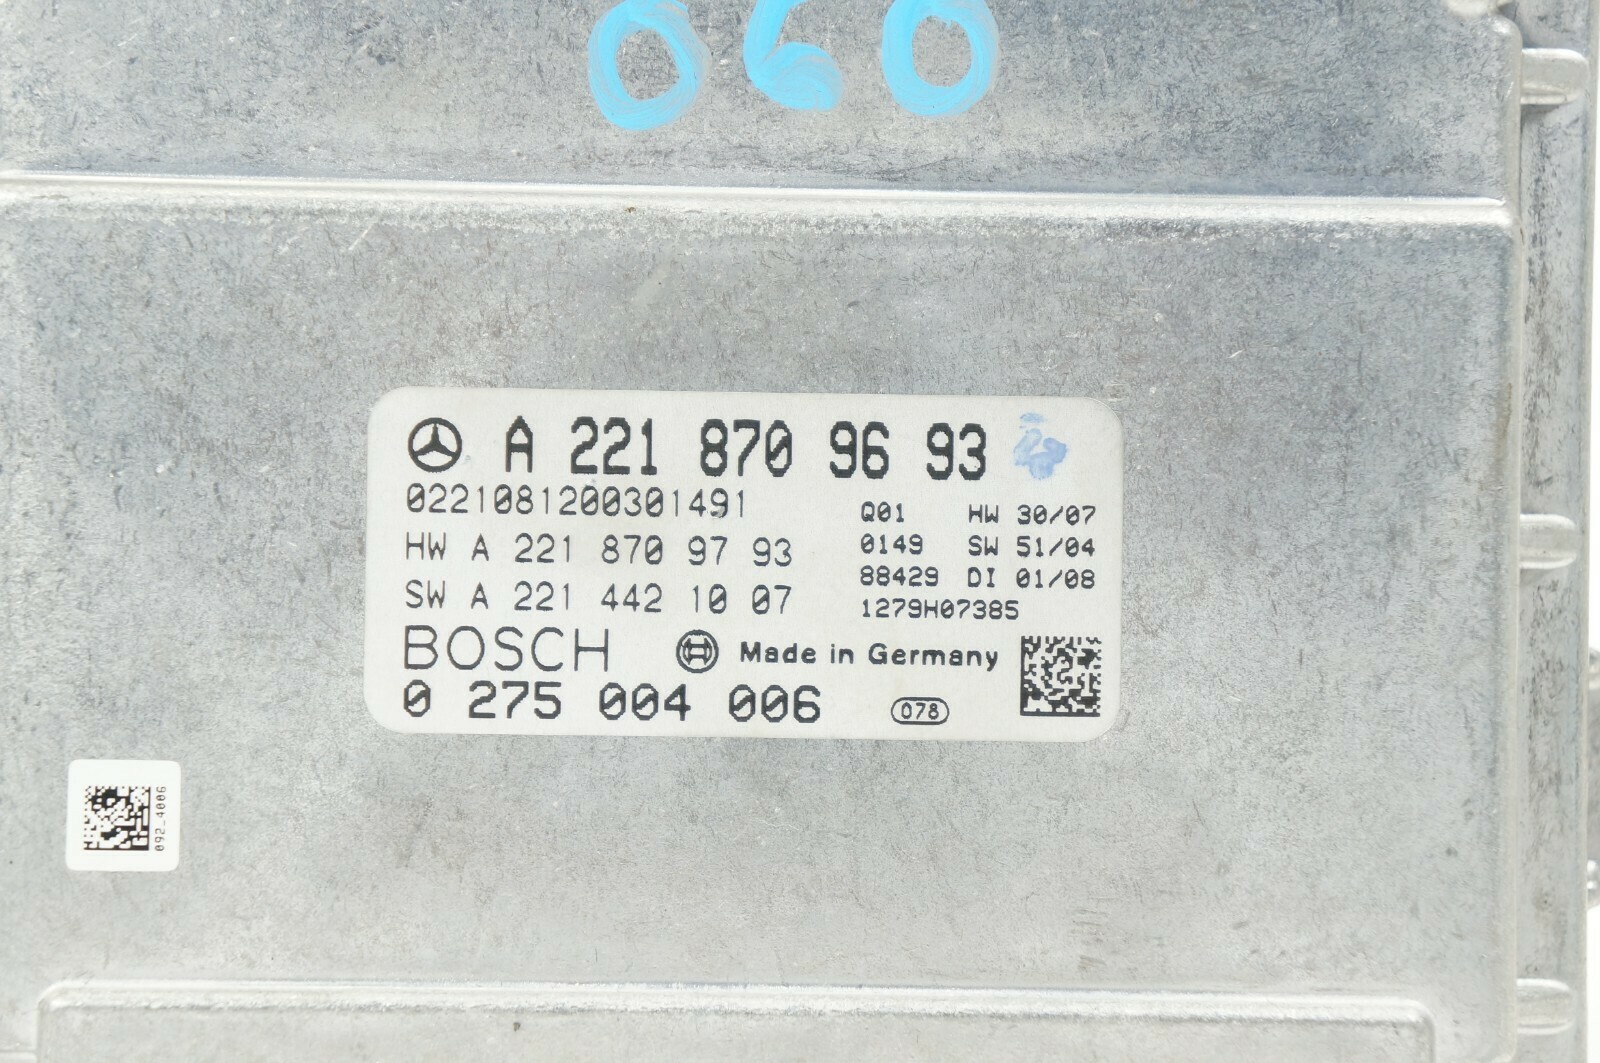 060
A 221 870 96 93
0221081200301491
HW A 221 870 97 93
SW A 221 442 10 07
Q01 HW 30/07
0149 SW 51/04
88429 DI 01/08
1279H07385
BOSCH Made in Germany
0 275 004 006 078
092_4006